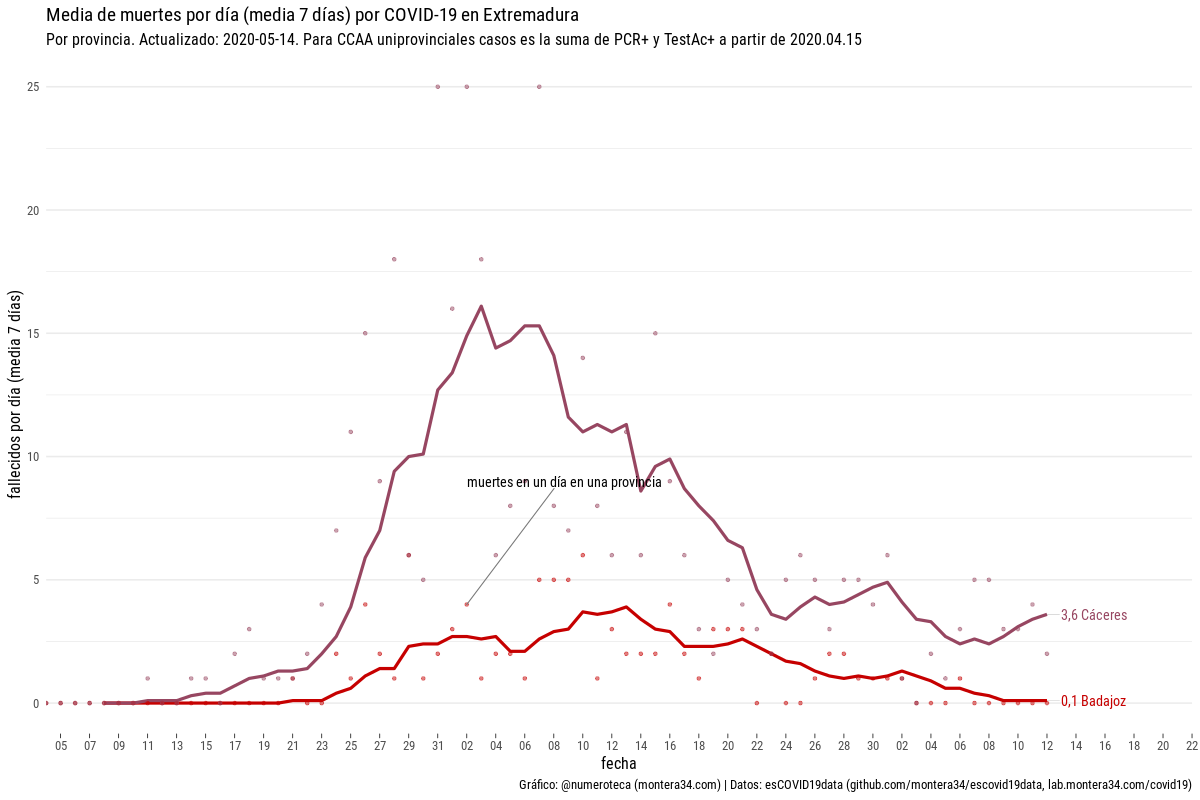 Media de muertes por día (media 7 días) por COVID-19 en Extremadura
Por provincia. Actualizado: 2020-05-14. Para CCAA uniprovinciales casos es la suma de PCR+ y TestAc+ a partir de 2020.04.15
fallecidos por día (media 7 días)
25
20
15
10
5
0
muertes en un día en una provincia
3,6 Cáceres
0,1 Badajoz
05 07 09 11 13 15 17 19 21 23 25 27 29 31 02 04 06 08 10 12 14 16 18 20 22 24 26 28 30 02 04 06 08 10 12 14 16 18 20 22
fecha
Gráfico: @numeroteca (montera34.com) | Datos: esCOVID19data (github.com/montera34/escovid19data, lab.montera34.com/covid19)